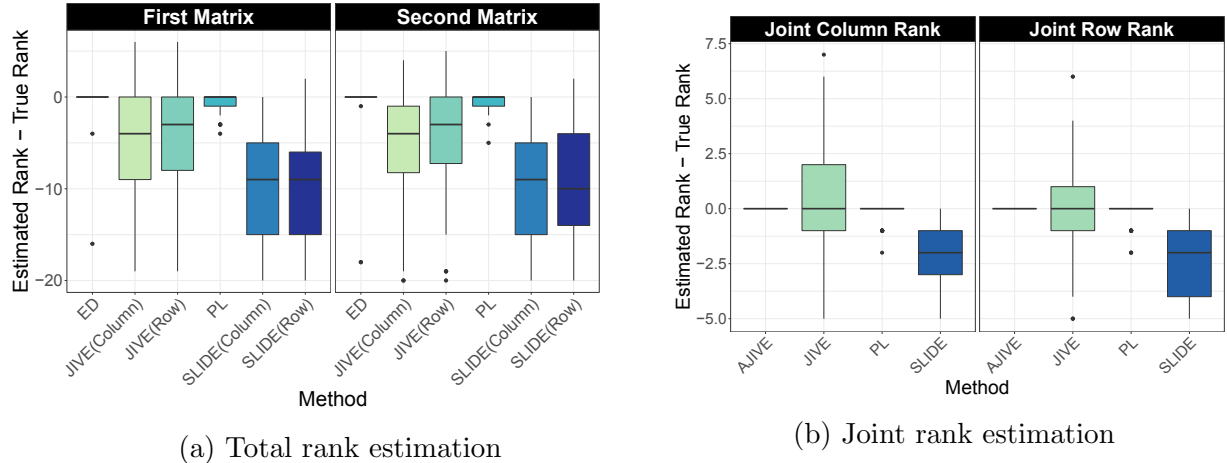 First Matrix
Second Matrix
Estimated Rank − True Rank
0
−10
−20
ED
JIVE(Column)
JIVE(Row)
PL
SLIDE(Column)
SLIDE(Row)
ED
JIVE(Column)
JIVE(Row)
PL
SLIDE(Column)
SLIDE(Row)
Method
(a) Total rank estimation
Joint Column Rank
Joint Row Rank
Estimated Rank − True Rank
7.5
5.0
2.5
0.0
−2.5
−5.0
AJIVE
JIVE
PL
SLIDE
AJIVE
JIVE
PL
SLIDE
Method
(b) Joint rank estimation